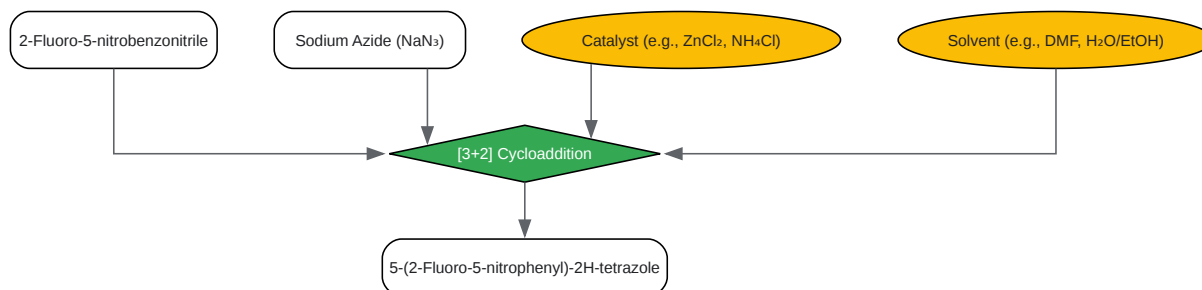 2-Fluoro-5-nitrobenzonitrile
Sodium Azide (NaN₃)
Catalyst (e.g., ZnCl₂, NH₄Cl)
Solvent (e.g., DMF, H₂O/EtOH)
[3+2] Cycloaddition
5-(2-Fluoro-5-nitrophenyl)-2H-tetrazole